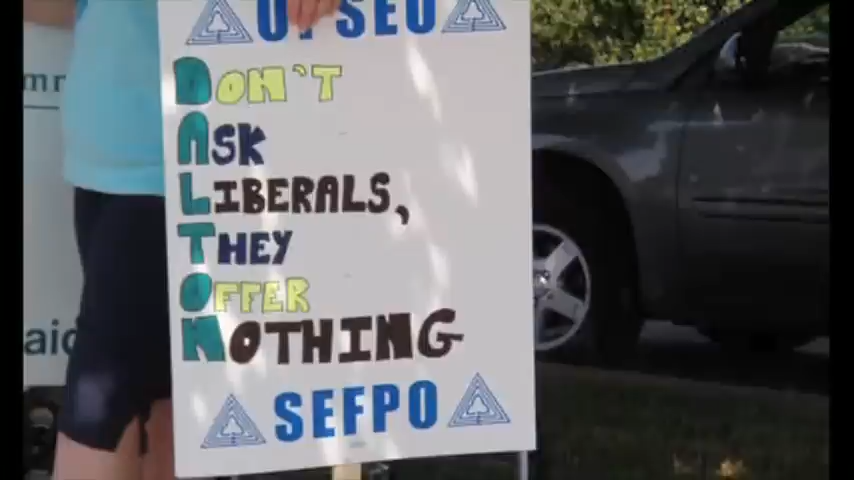 OPSEU
DON'T
ASK
LIBERALS,
THEY
OFFER
NOTHING
SEFPO